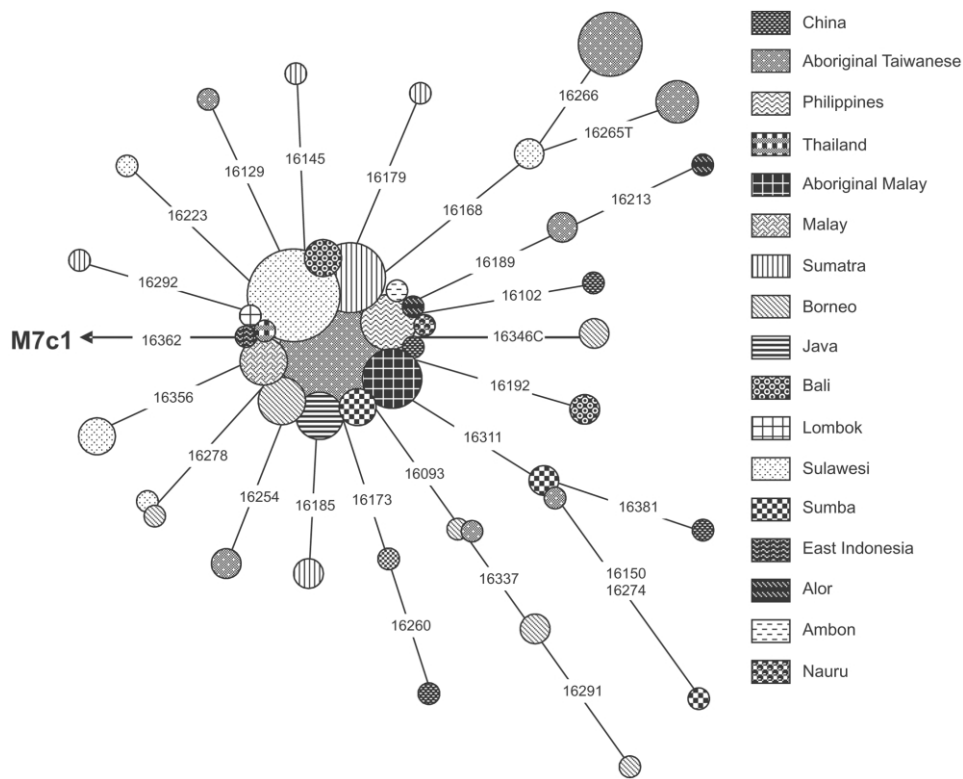 16266
16265T
16129
16145
16179
16168
16213
16223
16189
16292
16102
M7c1
16362
16346C
16356
16192
16278
16311
16093
16254
16185
16173
16381
16337
16150
16274
16260
16291
China
Aboriginal Taiwanese
Philippines
Thailand
Aboriginal Malay
Malay
Sumatra
Borneo
Java
Bali
Lombok
Sulawesi
Sumba
East Indonesia
Alor
Ambon
Nauru